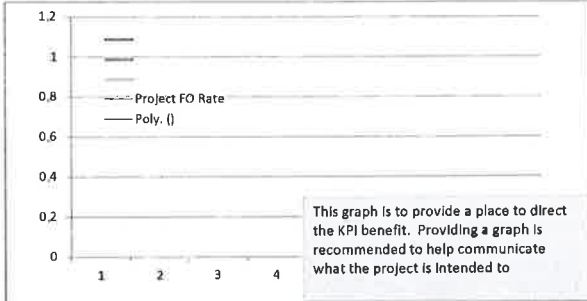 1,2
1
0,8
Project FO Rate
Poly. ()
0,6
0,4
0,2
0
1 2 3 4
This graph is to provide a place to direct
the KPI benefit. Providing a graph is
recommended to help communicate
what the project is intended to